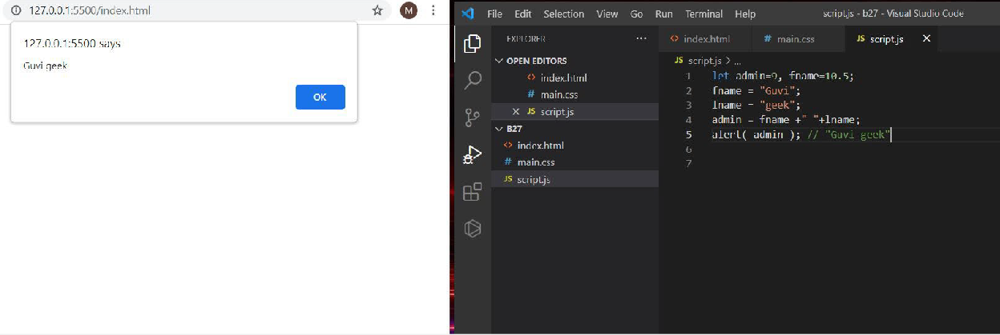 127.0.0.1:5500/index.html
M
127.0.0.1:5500 says
Guvi geek
OK
File Edit Selection View Go Run Terminal Help
script.js - b27 - Visual Studio Code
EXPLORER
OPEN EDITORS
index.html
main.css
script.js
B27
index.html
main.css
script.js
index.html
main.css
JS script.js
JS script.js > ...
1 let admin=9, fname=10.5;
2 fname = "Guvi";
3 lname = "geek";
4 admin = fname +" "+lname;
5 alert( admin ); // "Guvi geek"
6
7